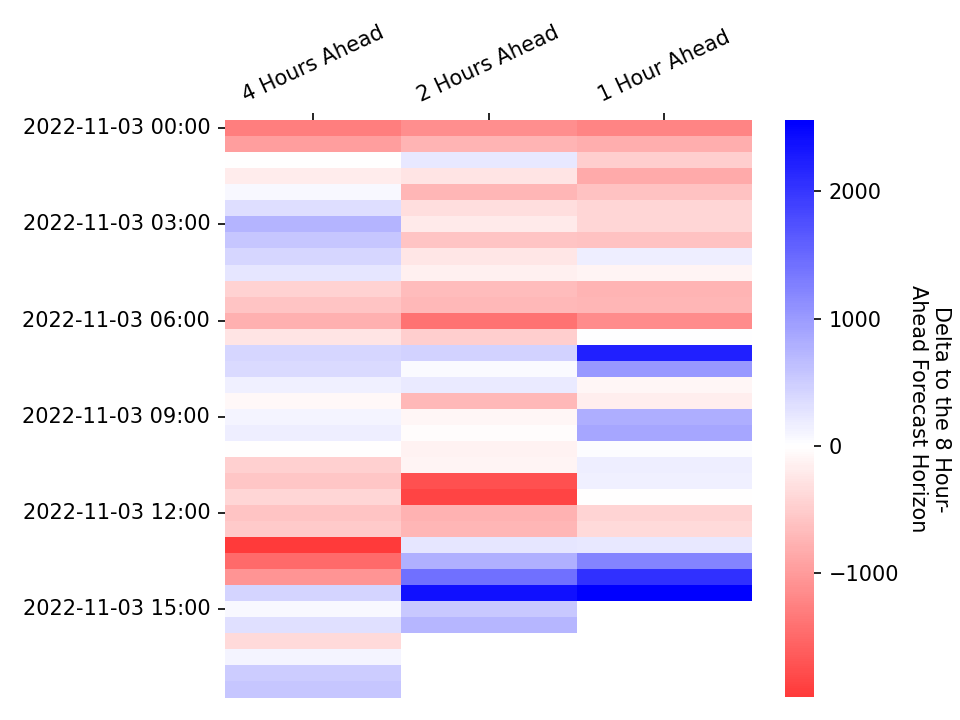 4 Hours Ahead
2 Hours Ahead
1 Hour Ahead
2022-11-03 00:00
2022-11-03 03:00
2022-11-03 06:00
2022-11-03 09:00
2022-11-03 12:00
2022-11-03 15:00
2000
1000
0
−1000
Delta to the 8 Hour-
Ahead Forecast Horizon